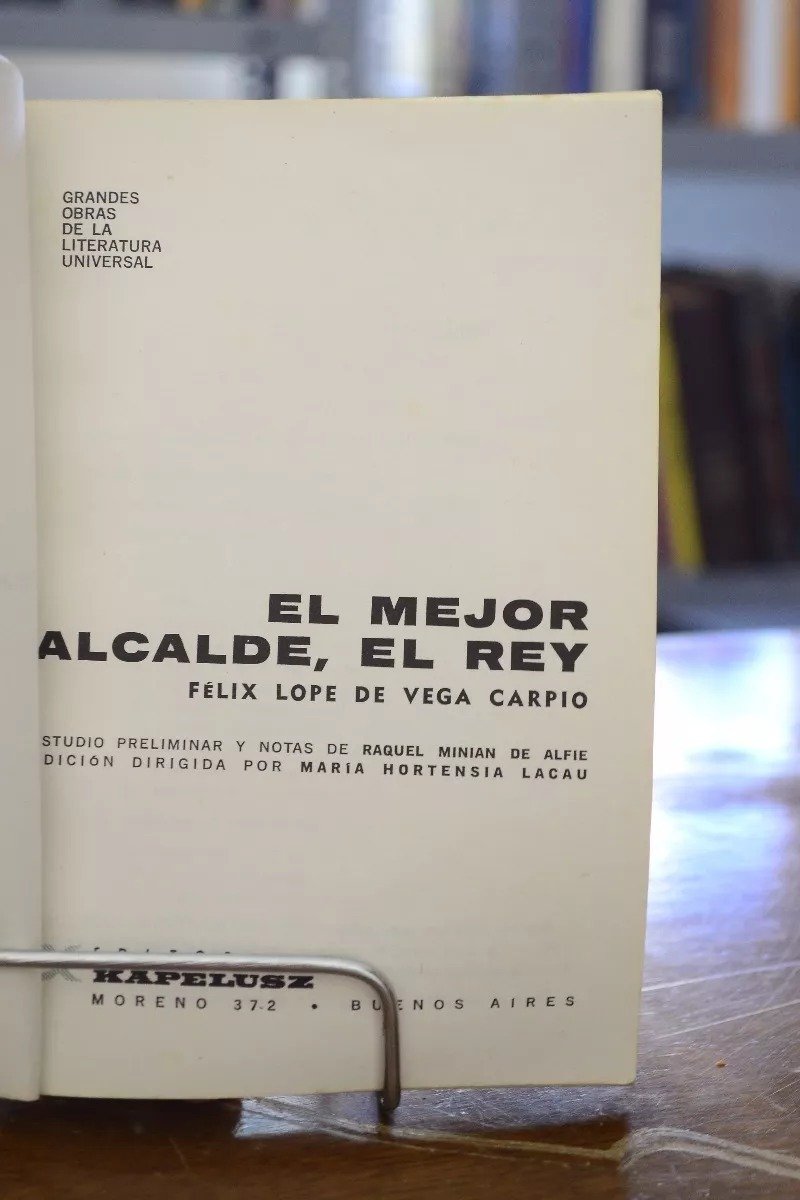 GRANDES
OBRAS
DE LA
LITERATURA
UNIVERSAL
EL MEJOR
ALCALDE, EL REY
FÉLIX LOPE DE VEGA CARPIO
STUDIO PRELIMINAR Y NOTAS DE RAQUEL MINIAN DE ALFIE
DICIÓN DIRIGIDA POR MARÍA HORTENSIA LACAU
KAPELUSZ
MORENO 372 • BUENOS AIRES